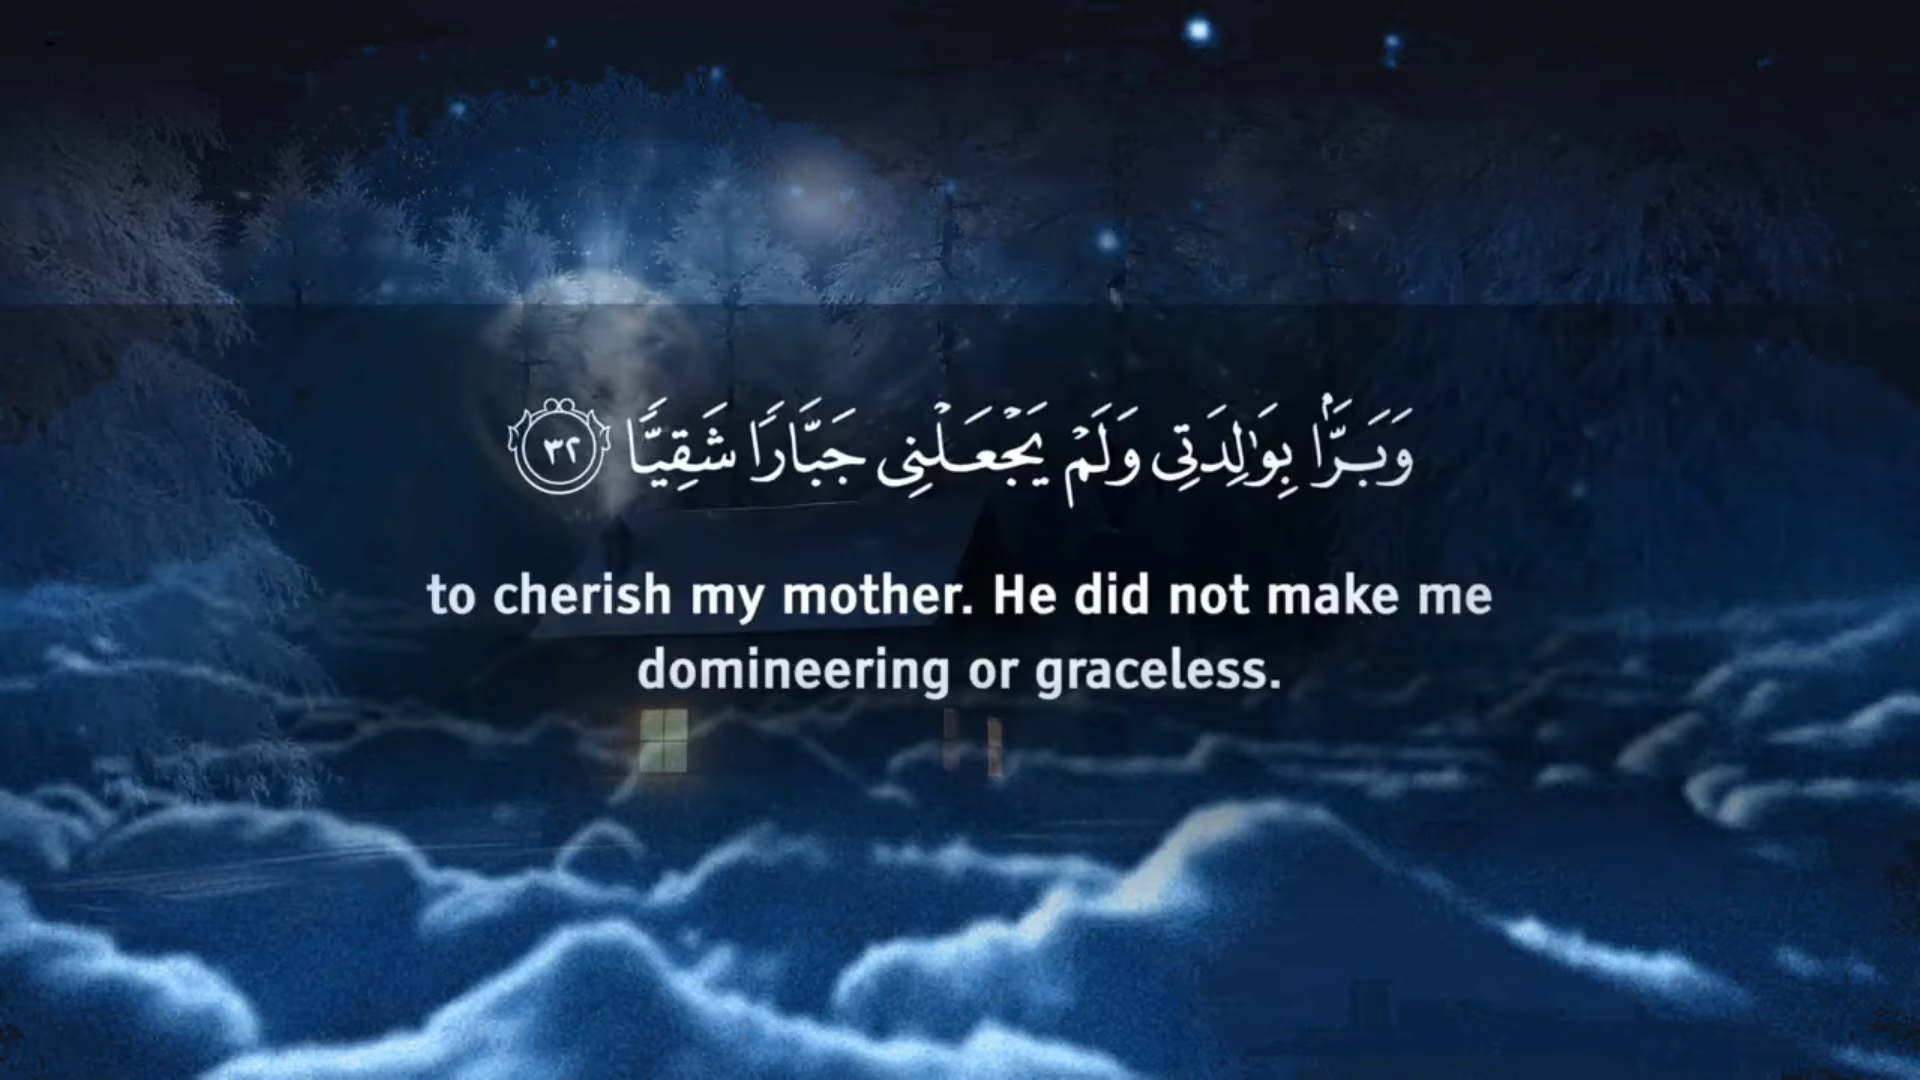 وَبَرًّۢا بِوَٰلِدَتِى وَلَمْ يَجْعَلْنِى جَبَّارًا شَقِيًّا ٣٢
to cherish my mother. He did not make me
domineering or graceless.